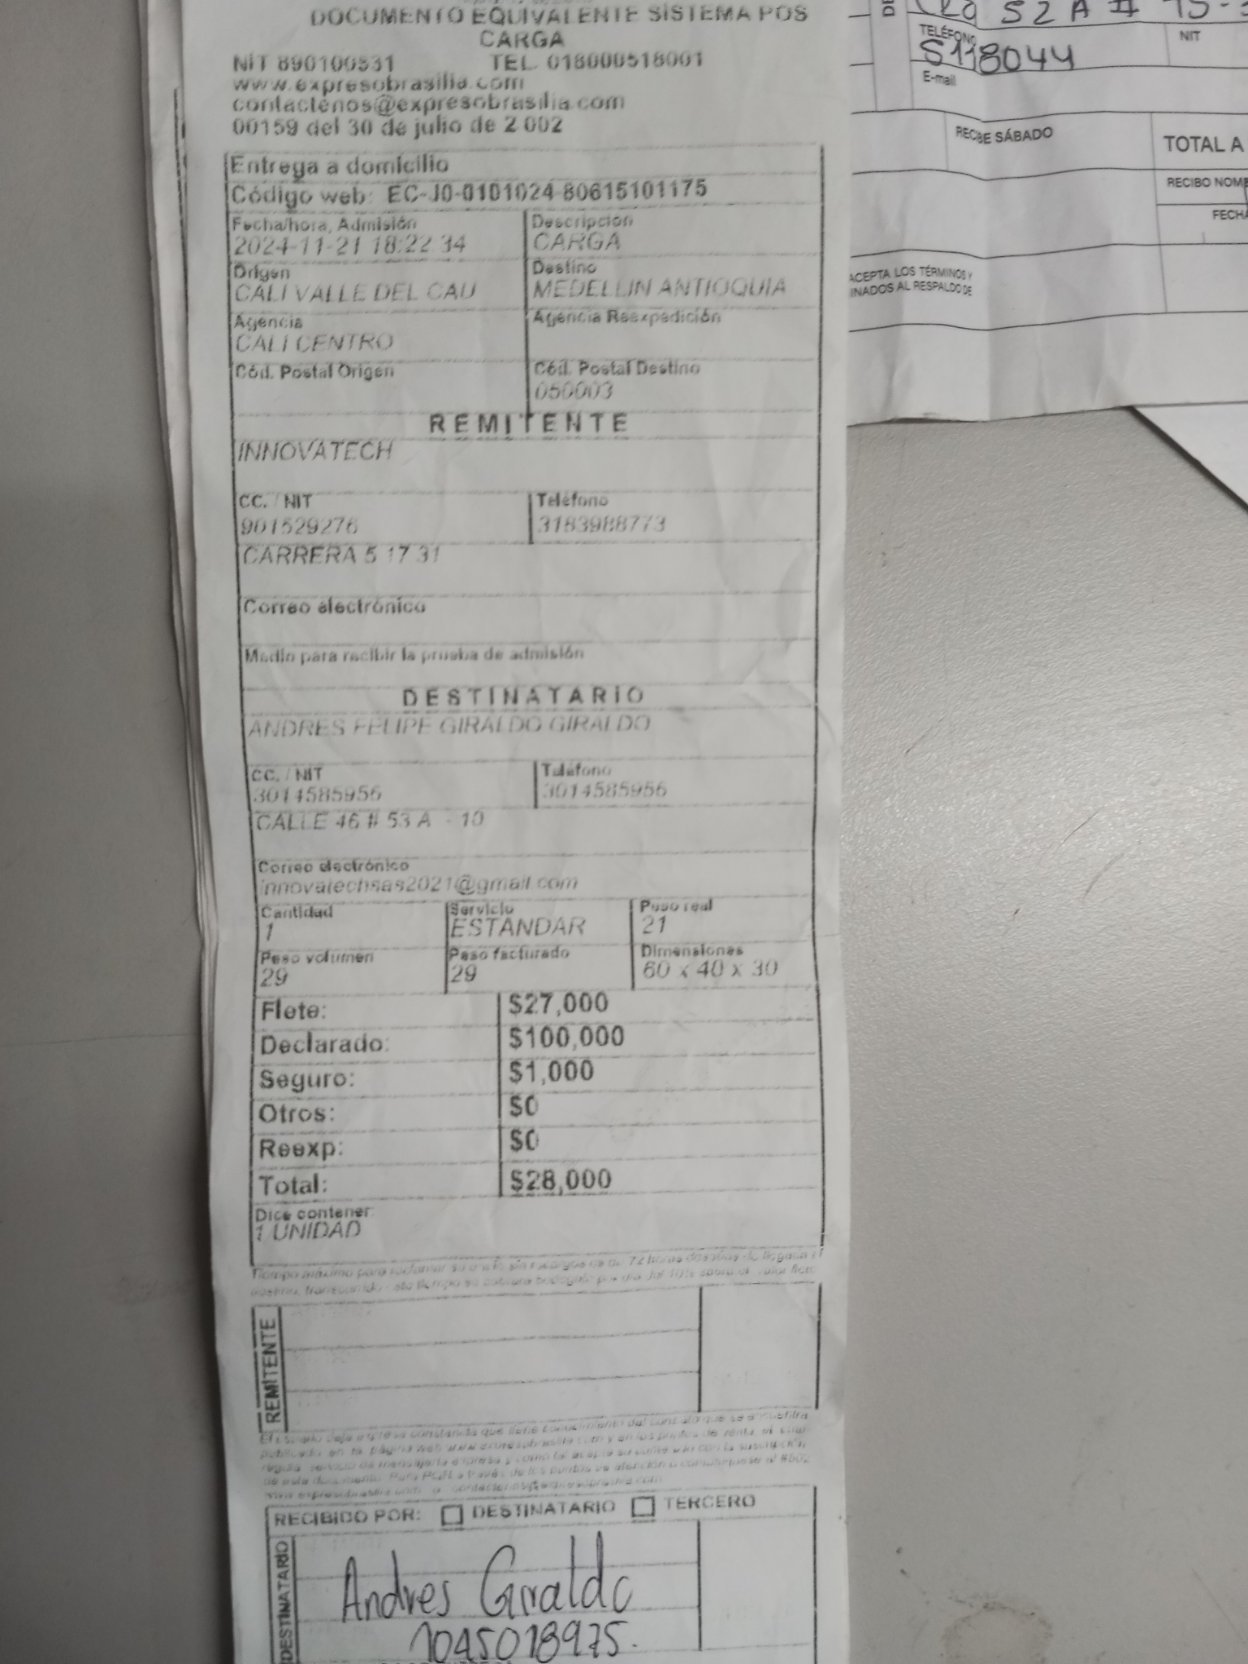 DOCUMENTO EQUIVALENTE SISTEMA POS
CARGA
NIT 890100531 TEL. 018000518001
www.expresobrasilia.com
contactenos@expresobrasilia.com
00159 del 30 de julio de 2 002
Entrega a domicilio
Código web: EC-J0-0101024-80615101175
Fecha/hora, Admisión Descripción
2024-11-21 18:22:34 CARGA
Origen Destino
CALI VALLE DEL CAU MEDELLIN ANTIOQUIA
Agencia Agencia Reexpedición
CALI CENTRO
Cód. Postal Origen Cód. Postal Destino
050003
REMITENTE
INNOVATECH
CC. / NIT Teléfono
901529276 3183988773
CARRERA 5 17 31
Correo electrónico
Medio para recibir la prueba de admisión
DESTINATARIO
ANDRES FELIPE GIRALDO GIRALDO
CC. / NIT Teléfono
3014585956 3014585956
CALLE 46 # 53 A - 10
Correo electrónico
innovatechsas2021@gmail.com
Cantidad Servicio Peso real
1 ESTANDAR 21
Peso volumen Peso facturado Dimensiones
29 29 60 x 40 x 30
Flete: $27,000
Declarado: $100,000
Seguro: $1,000
Otros: $0
Reexp: $0
Total: $28,000
Dice contener:
1 UNIDAD
REMITENTE
RECIBIDO POR: DESTINATARIO TERCERO
DESTINATARIO
Andres Giraldo
1045018975.
52 A # 15-
TELÉFONO NIT
5118044
E-mail
RECIBE SÁBADO TOTAL A
RECIBO NOMB
FECHA
ACEPTA LOS TÉRMINOS Y
INADOS AL RESPALDO DE